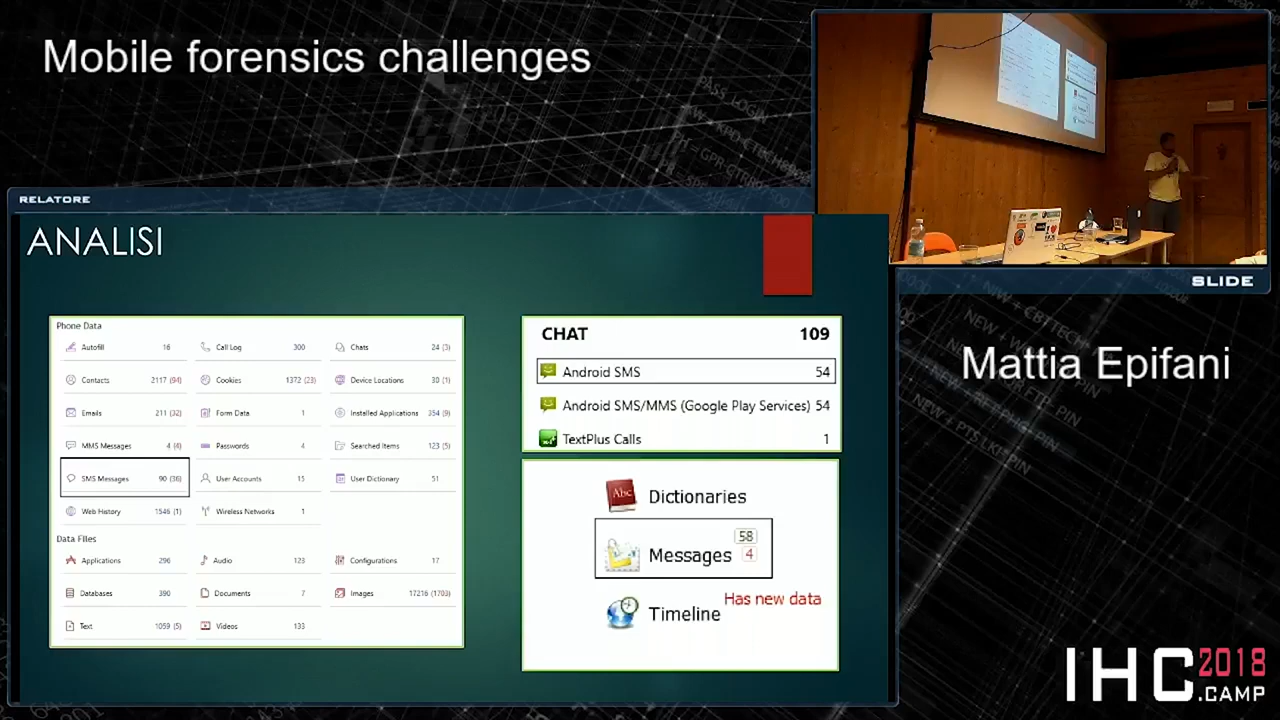 Mobile forensics challenges
RELATORE
ANALISI
Phone Data
Autofill 16
Call Log 300
Chats 24 (3)
Contacts 2117 (94)
Cookies 1372 (23)
Device Locations 30 (1)
Emails 211 (32)
Form Data 1
Installed Applications 354 (9)
MMS Messages 4 (4)
Passwords 4
Searched Items 123 (5)
SMS Messages 90 (36)
User Accounts 15
User Dictionary 51
Web History 1546 (1)
Wireless Networks 1
Data Files
Applications 296
Audio 123
Configurations 17
Databases 390
Documents 7
Images 17216 (1703)
Text 1059 (5)
Videos 133
CHAT 109
Android SMS 54
Android SMS/MMS (Google Play Services) 54
TextPlus Calls 1
Abc
Dictionaries
58
Messages 4
Has new data
Timeline
SLIDE
Mattia Epifani
IHC 2018
.CAMP